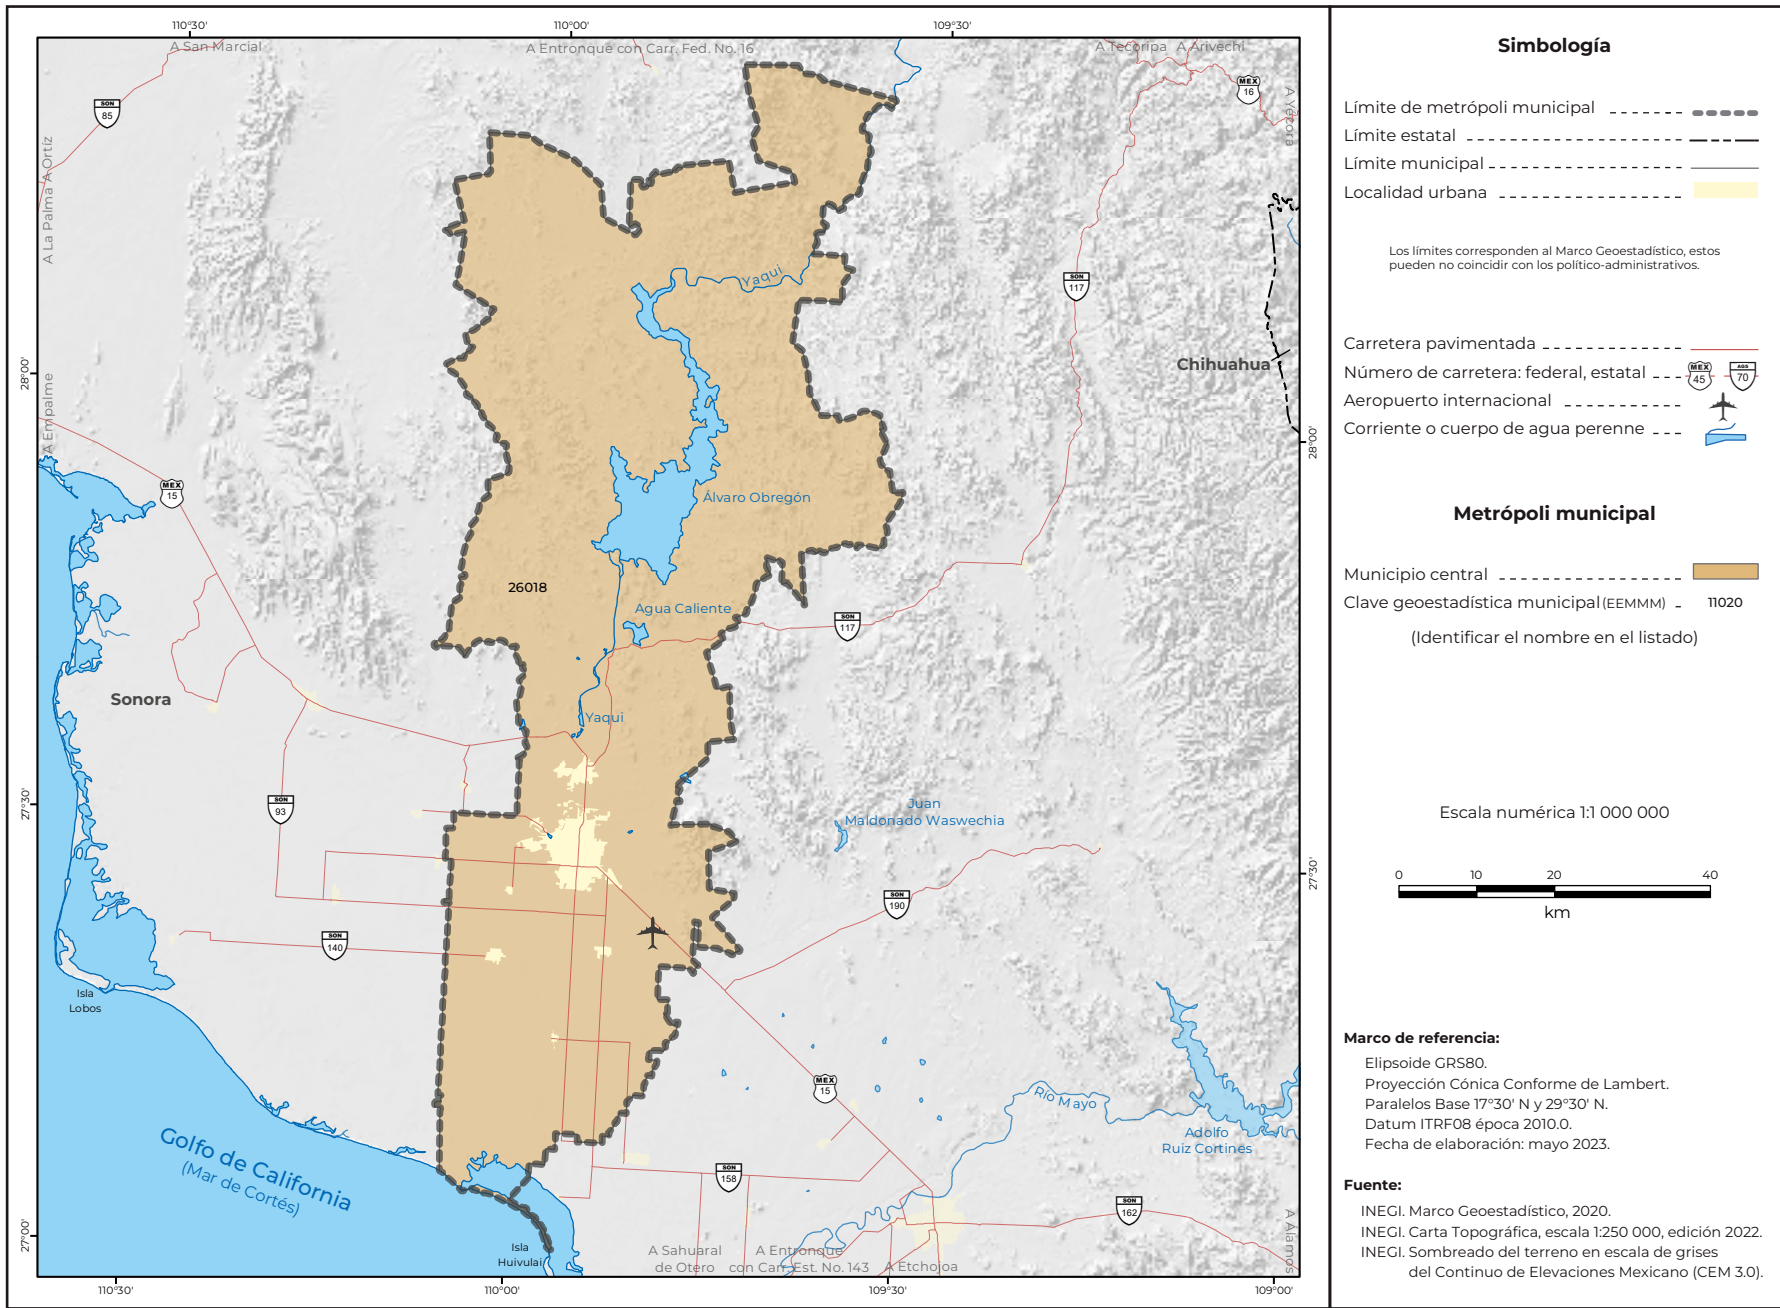 110°30'
110°00'
109°30'
A San Marcial
A Entronque con Carr. Fed. No. 16
A Tecoripa
A Arivechi
SON
85
MEX
16
A Yécora
A La Palma
A Ortíz
28°00'
A Empalme
MEX
15
Yaqui
SON
117
Chihuahua
28°00'
Álvaro Obregón
26018
Agua Caliente
SON
117
Sonora
Yaqui
27°30'
SON
93
Juan
Maldonado Waswechia
27°30'
SON
190
SON
140
Isla
Lobos
MEX
15
Río Mayo
Adolfo
Ruiz Cortines
Golfo de California
(Mar de Cortés)
SON
158
SON
162
27°00'
Isla
Huivulai
A Sahuaral
de Otero
A Entronque
con Carr. Est. No. 143
A Etchojoa
A Álamos
110°30'
110°00'
109°30'
109°00'
Simbología
Límite de metrópoli municipal
Límite estatal
Límite municipal
Localidad urbana
Los límites corresponden al Marco Geoestadístico, estos
pueden no coincidir con los político-administrativos.
Carretera pavimentada
Número de carretera: federal, estatal
MEX
45
AGS
70
Aeropuerto internacional
Corriente o cuerpo de agua perenne
Metrópoli municipal
Municipio central
Clave geoestadística municipal (EEMMM)
11020
(Identificar el nombre en el listado)
Escala numérica 1:1 000 000
0 10 20 40
km
Marco de referencia:
Elipsoide GRS80.
Proyección Cónica Conforme de Lambert.
Paralelos Base 17°30' N y 29°30' N.
Datum ITRF08 época 2010.0.
Fecha de elaboración: mayo 2023.
Fuente:
INEGI. Marco Geoestadístico, 2020.
INEGI. Carta Topográfica, escala 1:250 000, edición 2022.
INEGI. Sombreado del terreno en escala de grises
del Continuo de Elevaciones Mexicano (CEM 3.0).